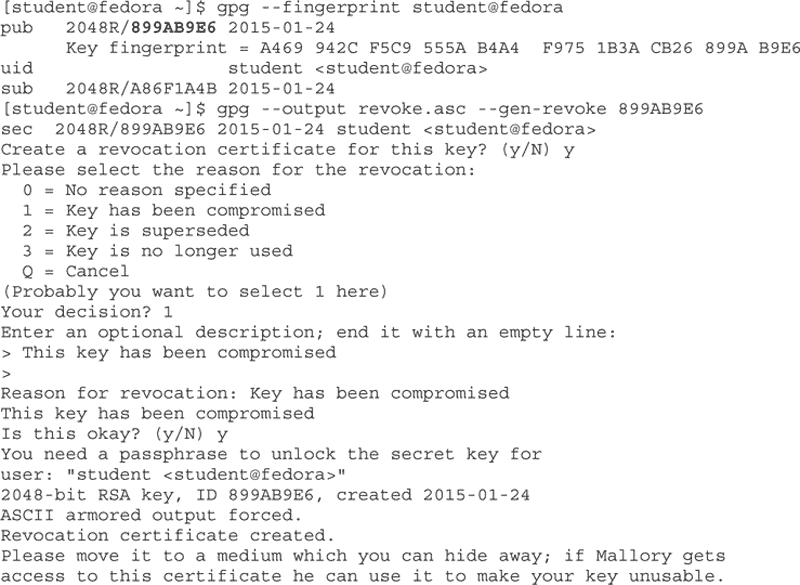 [student@fedora ~]$ gpg --fingerprint student@fedora
pub   2048R/899AB9E6 2015-01-24
      Key fingerprint = A469 942C F5C9 555A B4A4  F975 1B3A CB26 899A B9E6
uid                  student <student@fedora>
sub   2048R/A86F1A4B 2015-01-24
[student@fedora ~]$ gpg --output revoke.asc --gen-revoke 899AB9E6
sec  2048R/899AB9E6 2015-01-24 student <student@fedora>
Create a revocation certificate for this key? (y/N) y
Please select the reason for the revocation:
  0 = No reason specified
  1 = Key has been compromised
  2 = Key is superseded
  3 = Key is no longer used
  Q = Cancel
(Probably you want to select 1 here)
Your decision? 1
Enter an optional description; end it with an empty line:
> This key has been compromised
>
Reason for revocation: Key has been compromised
This key has been compromised
Is this okay? (y/N) y
You need a passphrase to unlock the secret key for
user: "student <student@fedora>"
2048-bit RSA key, ID 899AB9E6, created 2015-01-24
ASCII armored output forced.
Revocation certificate created.
Please move it to a medium which you can hide away; if Mallory gets
access to this certificate he can use it to make your key unusable.